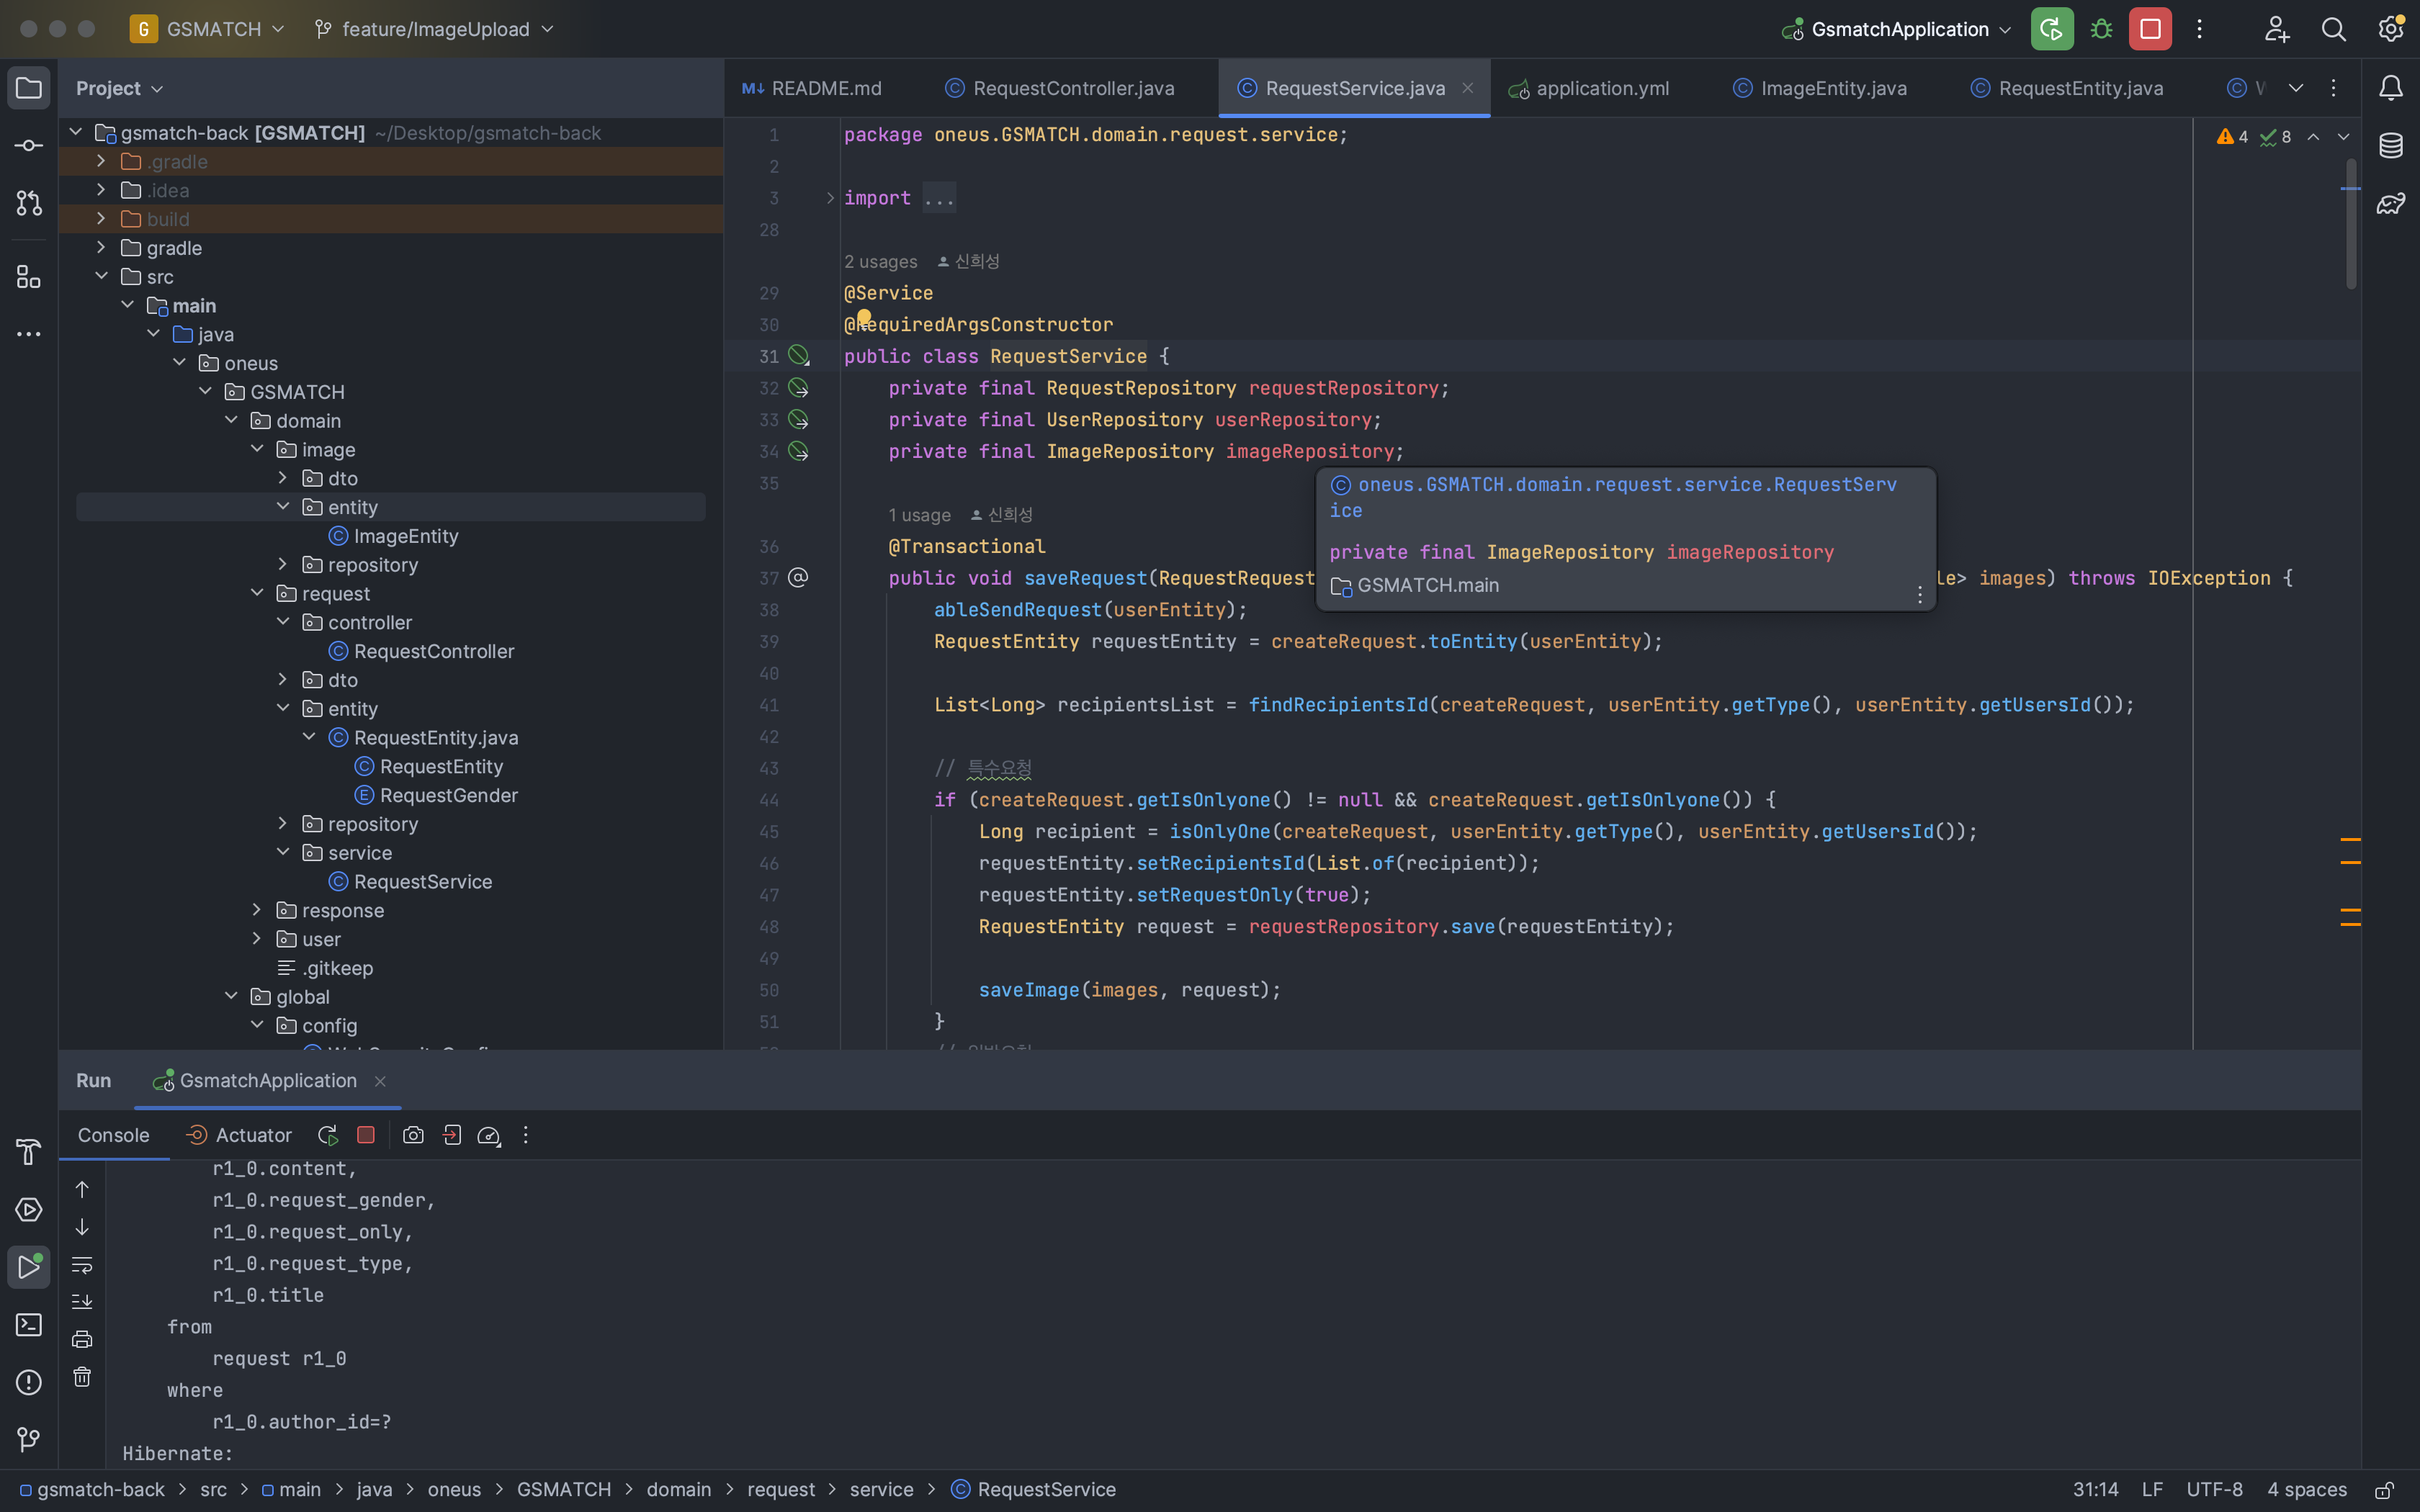 G GSMATCH feature/ImageUpload GsmatchApplication
Project
README.md RequestController.java RequestService.java application.yml ImageEntity.java RequestEntity.java
gsmatch-back [GSMATCH] ~/Desktop/gsmatch-back
.gradle
.idea
build
gradle
src
main
java
oneus
GSMATCH
domain
image
dto
entity
ImageEntity
repository
request
controller
RequestController
dto
entity
RequestEntity.java
RequestEntity
RequestGender
repository
service
RequestService
response
user
.gitkeep
global
config
4 8
1 package oneus.GSMATCH.domain.request.service;
2
3 import ...
28
2 usages 신희성
29 @Service
30 @RequiredArgsConstructor
31 public class RequestService {
32 private final RequestRepository requestRepository;
33 private final UserRepository userRepository;
34 private final ImageRepository imageRepository;
35
1 usage 신희성
36 @Transactional
37 public void saveRequest(RequestRequest le> images) throws IOException {
38 ableSendRequest(userEntity);
39 RequestEntity requestEntity = createRequest.toEntity(userEntity);
40
41 List<Long> recipientsList = findRecipientsId(createRequest, userEntity.getType(), userEntity.getUsersId());
42
43 // 특수요청
44 if (createRequest.getIsOnlyone() != null && createRequest.getIsOnlyone()) {
45 Long recipient = isOnlyOne(createRequest, userEntity.getType(), userEntity.getUsersId());
46 requestEntity.setRecipientsId(List.of(recipient));
47 requestEntity.setRequestOnly(true);
48 RequestEntity request = requestRepository.save(requestEntity);
49
50 saveImage(images, request);
51 }
oneus.GSMATCH.domain.request.service.RequestServ
ice
private final ImageRepository imageRepository
GSMATCH.main
Run GsmatchApplication
Console Actuator
r1_0.content,
r1_0.request_gender,
r1_0.request_only,
r1_0.request_type,
r1_0.title
from
request r1_0
where
r1_0.author_id=?
Hibernate:
gsmatch-back > src > main > java > oneus > GSMATCH > domain > request > service > RequestService 31:14 LF UTF-8 4 spaces